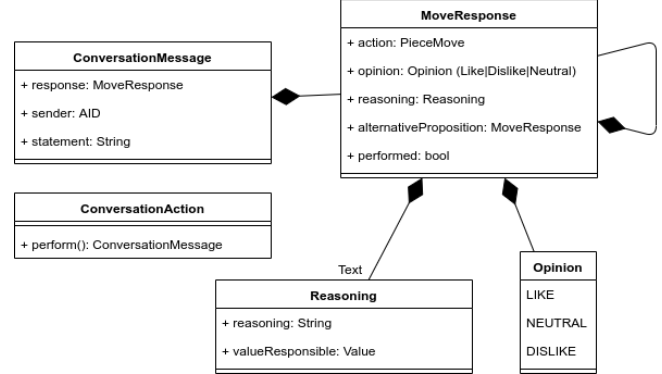 MoveResponse
+ action: PieceMove
+ opinion: Opinion (Like|Dislike|Neutral)
+ reasoning: Reasoning
+ alternativeProposition: MoveResponse
+ performed: bool
ConversationMessage
+ response: MoveResponse
+ sender: AID
+ statement: String
ConversationAction
+ perform(): ConversationMessage
Text
Reasoning
+ reasoning: String
+ valueResponsible: Value
Opinion
LIKE
NEUTRAL
DISLIKE